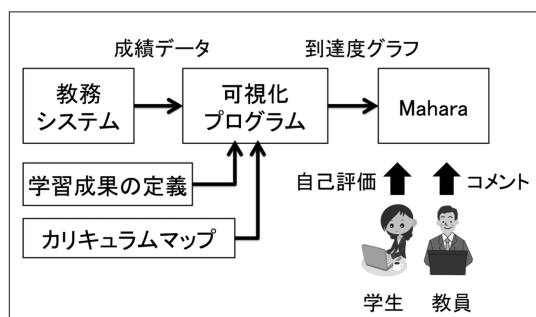 成績データ
到達度グラフ
教務
システム
可視化
プログラム
Mahara
学習成果の定義
カリキュラムマップ
自己評価
コメント
学生
教員